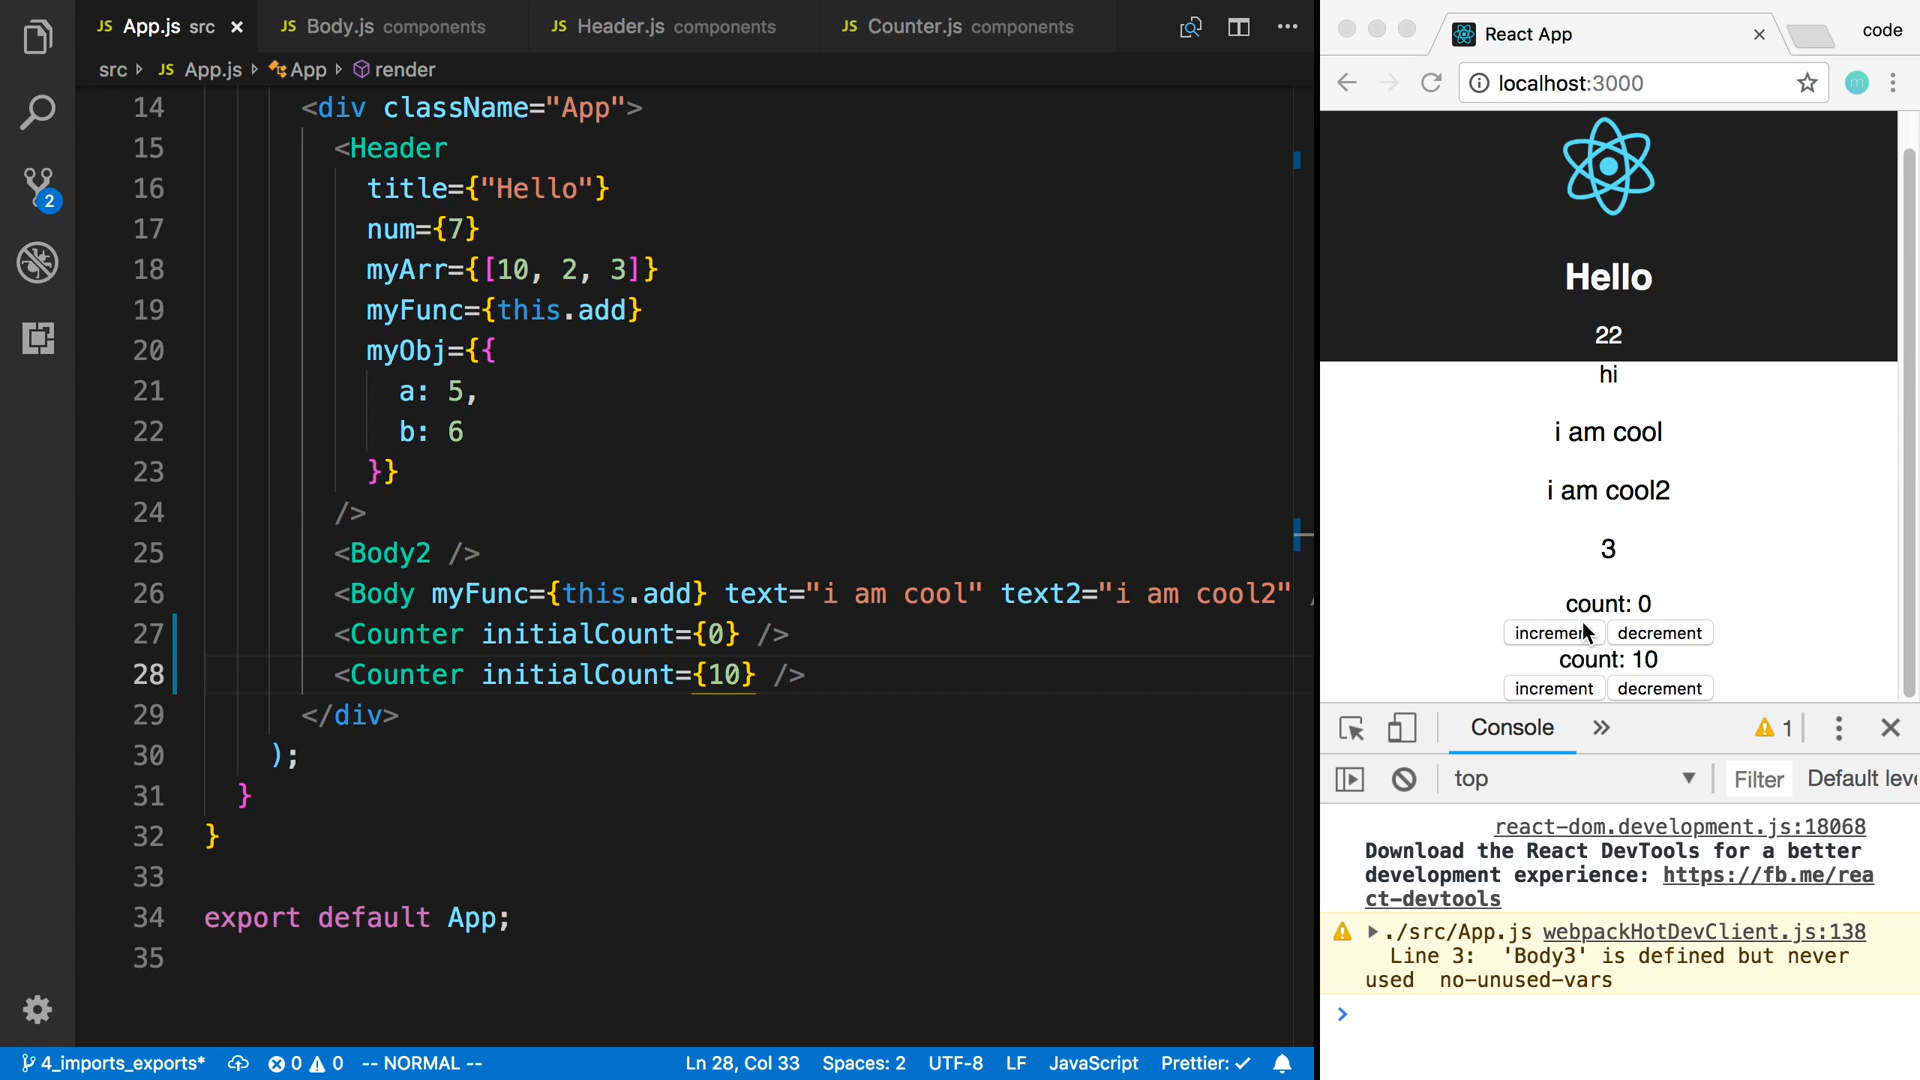 JS App.js src ×
JS Body.js components
JS Header.js components
JS Counter.js components
src JS App.js App render
14 <div className="App">
15 <Header
16 title={"Hello"}
17 num={7}
18 myArr={[10, 2, 3]}
19 myFunc={this.add}
20 myObj={{
21 a: 5,
22 b: 6
23 }}
24 />
25 <Body2 />
26 <Body myFunc={this.add} text="i am cool" text2="i am cool2" /
27 <Counter initialCount={0} />
28 <Counter initialCount={10} />
29 </div>
30 );
31 }
32 }
33
34 export default App;
35
2
4_imports_exports* 0 0 -- NORMAL -- Ln 28, Col 33 Spaces: 2 UTF-8 LF JavaScript Prettier: ✓
React App × code
localhost:3000 m
Hello
22
hi
i am cool
i am cool2
3
count: 0
increment decrement
count: 10
increment decrement
Console » 1
top Filter Default leve
react-dom.development.js:18068
Download the React DevTools for a better
development experience: https://fb.me/rea
ct-devtools
./src/App.js webpackHotDevClient.js:138
Line 3: 'Body3' is defined but never
used no-unused-vars